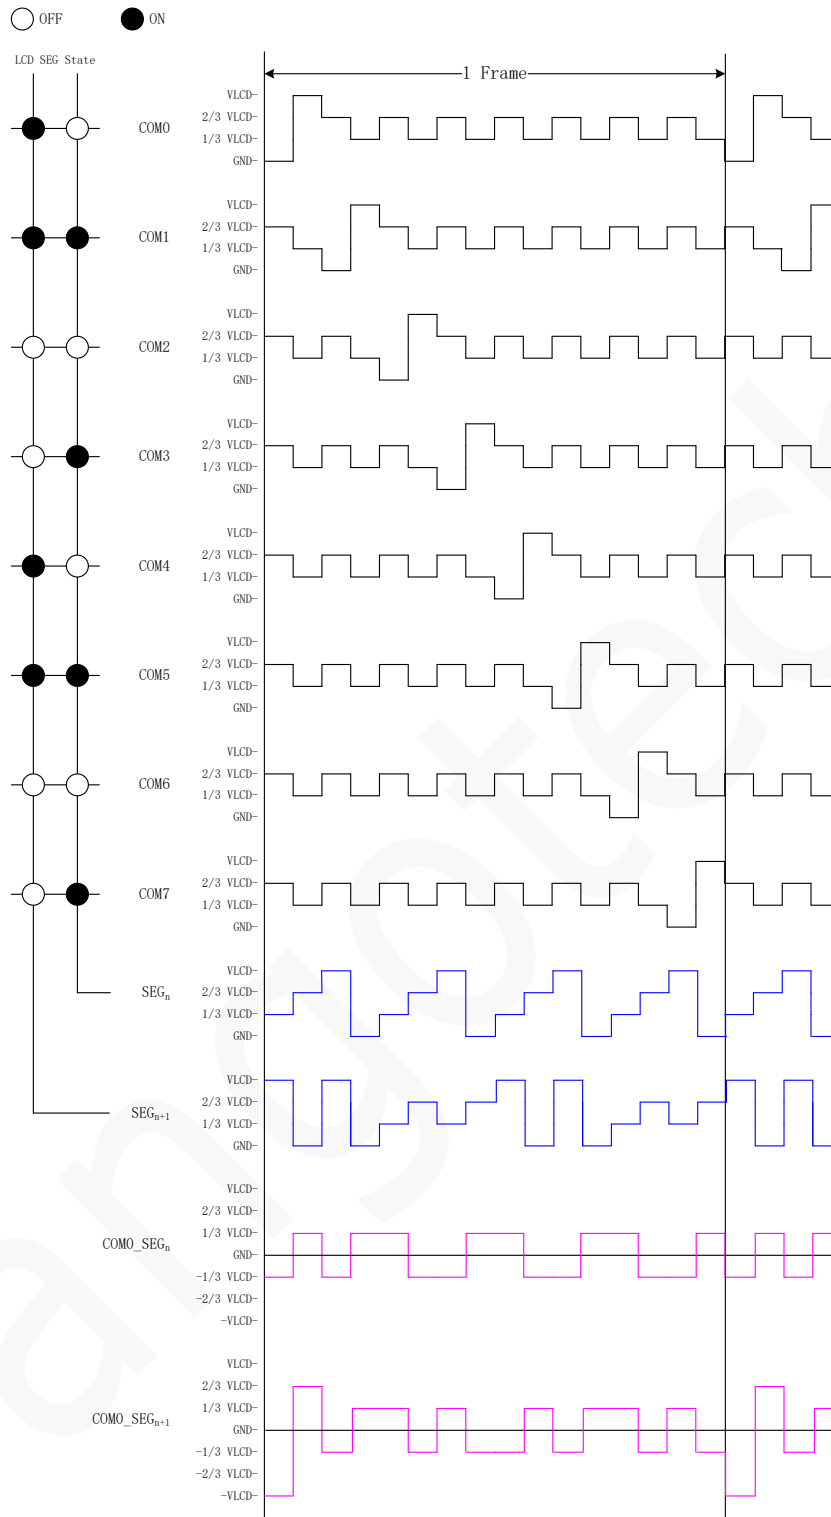 OFF ON
LCD SEG State
1 Frame
COM0
VLCD-
2/3 VLCD-
1/3 VLCD-
GND-
COM1
VLCD-
2/3 VLCD-
1/3 VLCD-
GND-
COM2
VLCD-
2/3 VLCD-
1/3 VLCD-
GND-
COM3
VLCD-
2/3 VLCD-
1/3 VLCD-
GND-
COM4
VLCD-
2/3 VLCD-
1/3 VLCD-
GND-
COM5
VLCD-
2/3 VLCD-
1/3 VLCD-
GND-
COM6
VLCD-
2/3 VLCD-
1/3 VLCD-
GND-
COM7
VLCD-
2/3 VLCD-
1/3 VLCD-
GND-
SEGn
VLCD-
2/3 VLCD-
1/3 VLCD-
GND-
SEGn+1
VLCD-
2/3 VLCD-
1/3 VLCD-
GND-
COM0_SEGn
VLCD-
2/3 VLCD-
1/3 VLCD-
GND-
-1/3 VLCD-
-2/3 VLCD-
-VLCD-
COM0_SEGn+1
VLCD-
2/3 VLCD-
1/3 VLCD-
GND-
-1/3 VLCD-
-2/3 VLCD-
-VLCD-